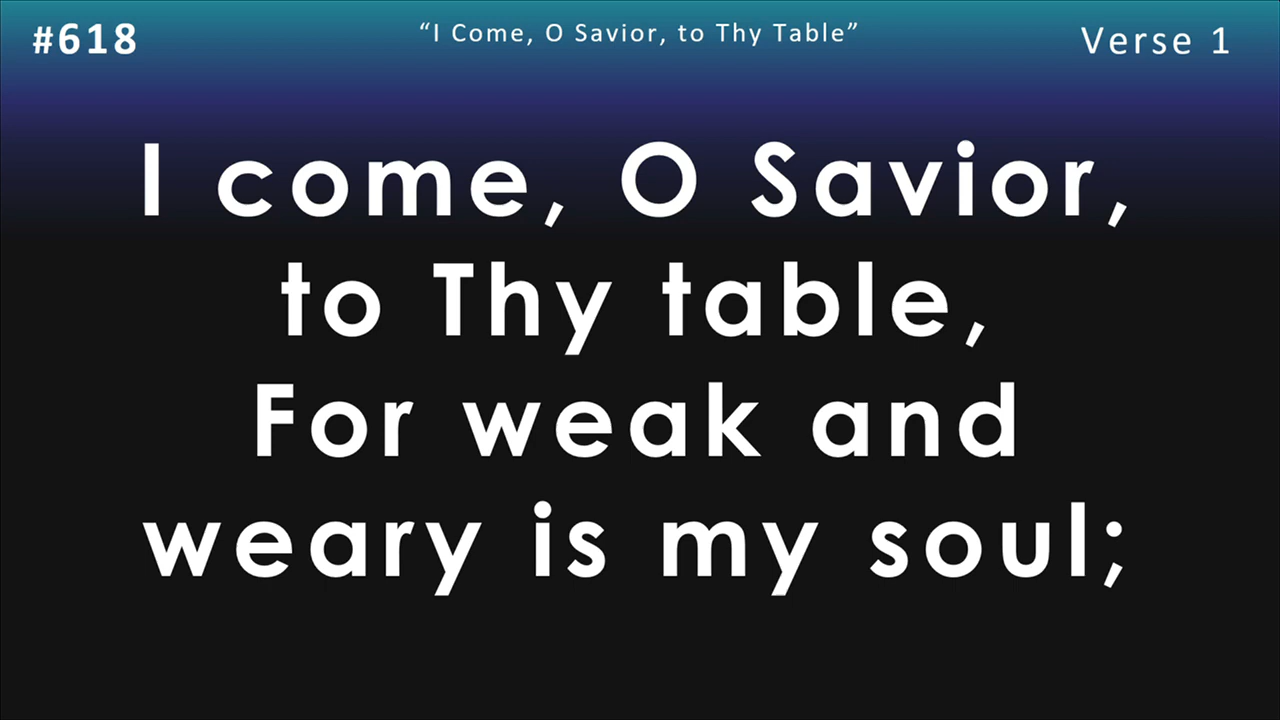 #618
“I Come, O Savior, to Thy Table”
Verse 1
I come, O Savior,
to Thy table,
For weak and
weary is my soul;